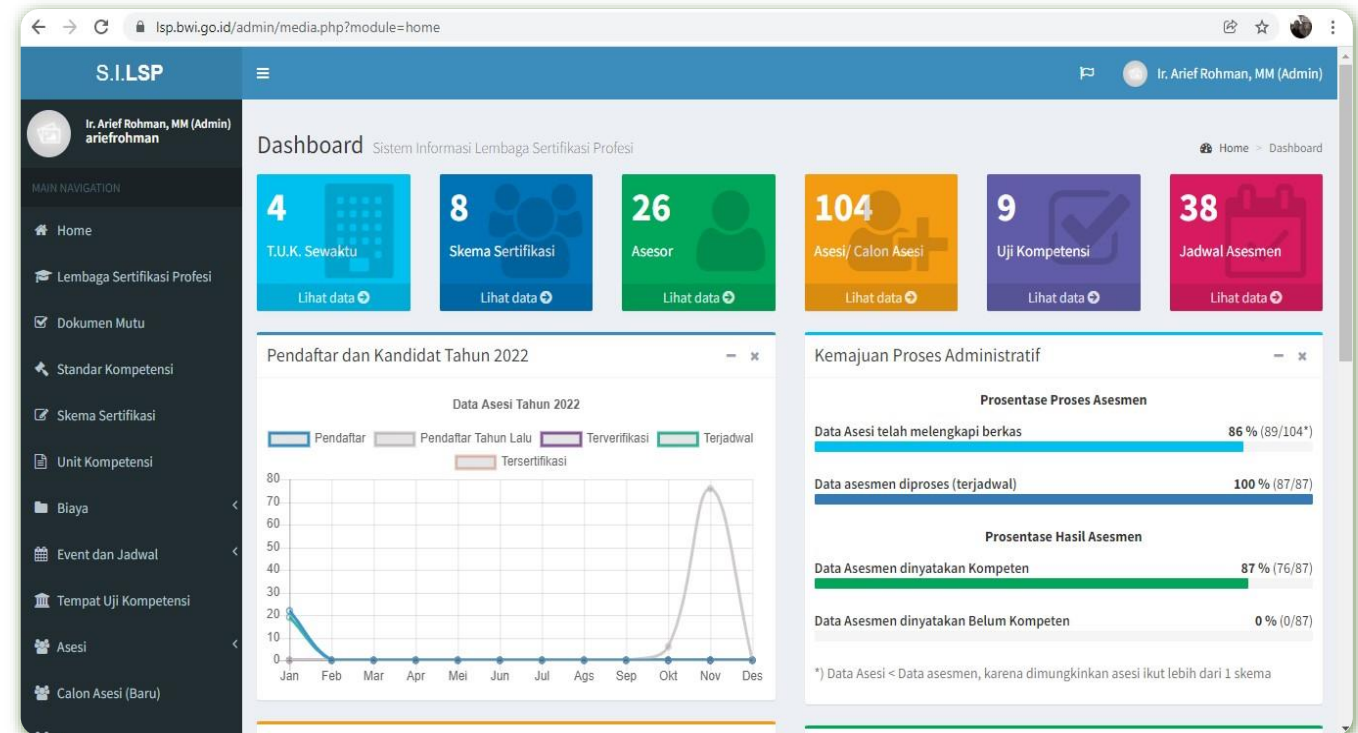 lsp.bwi.go.id/admin/media.php?module=home
S.I.LSP
Ir. Arief Rohman, MM (Admin)
Ir. Arief Rohman, MM (Admin)
ariefrohman
MAIN NAVIGATION
Home
Lembaga Sertifikasi Profesi
Dokumen Mutu
Standar Kompetensi
Skema Sertifikasi
Unit Kompetensi
Biaya
Event dan Jadwal
Tempat Uji Kompetensi
Asesi
Calon Asesi (Baru)
Dashboard Sistem Informasi Lembaga Sertifikasi Profesi
Home > Dashboard
4
T.U.K. Sewaktu
Lihat data
8
Skema Sertifikasi
Lihat data
26
Asesor
Lihat data
104
Asesi/ Calon Asesi
Lihat data
9
Uji Kompetensi
Lihat data
38
Jadwal Asesmen
Lihat data
Pendaftar dan Kandidat Tahun 2022
Data Asesi Tahun 2022
Pendaftar Pendaftar Tahun Lalu Terverifikasi Terjadwal
Tersertifikasi
80
70
60
50
40
30
20
10
0
Jan Feb Mar Apr Mei Jun Jul Ags Sep Okt Nov Des
Kemajuan Proses Administratif
Prosentase Proses Asesmen
Data Asesi telah melengkapi berkas 86 % (89/104*)
Data asesmen diproses (terjadwal) 100 % (87/87)
Prosentase Hasil Asesmen
Data Asesmen dinyatakan Kompeten 87 % (76/87)
Data Asesmen dinyatakan Belum Kompeten 0 % (0/87)
*) Data Asesi < Data asesmen, karena dimungkinkan asesi ikut lebih dari 1 skema